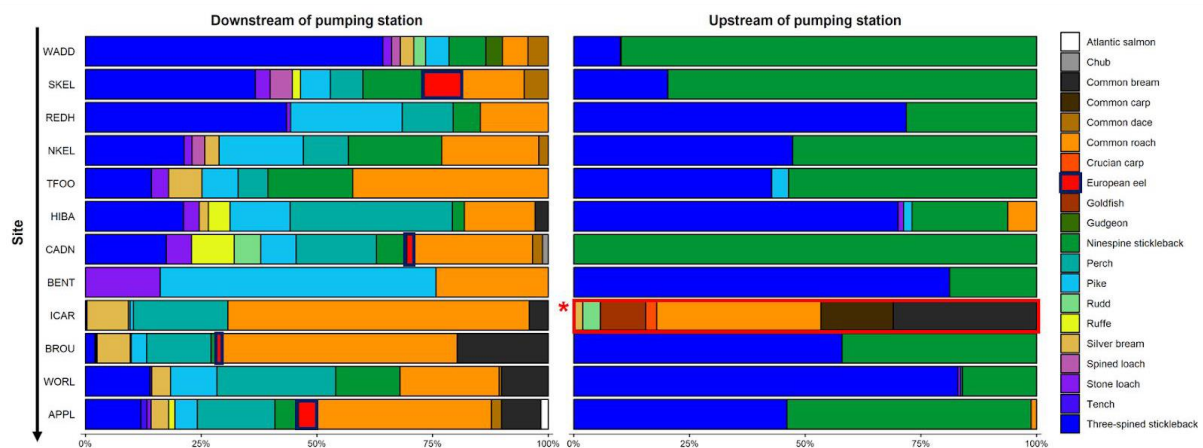 Downstream of pumping station
Upstream of pumping station
Site
WADD
SKEL
REDH
NKEL
TFOO
HIBA
CADN
BENT
ICAR
BROU
WORL
APPL
*
0% 25% 50% 75% 100%
0% 25% 50% 75% 100%
Atlantic salmon
Chub
Common bream
Common carp
Common dace
Common roach
Crucian carp
European eel
Goldfish
Gudgeon
Ninespine stickleback
Perch
Pike
Rudd
Ruffe
Silver bream
Spined loach
Stone loach
Tench
Three-spined stickleback